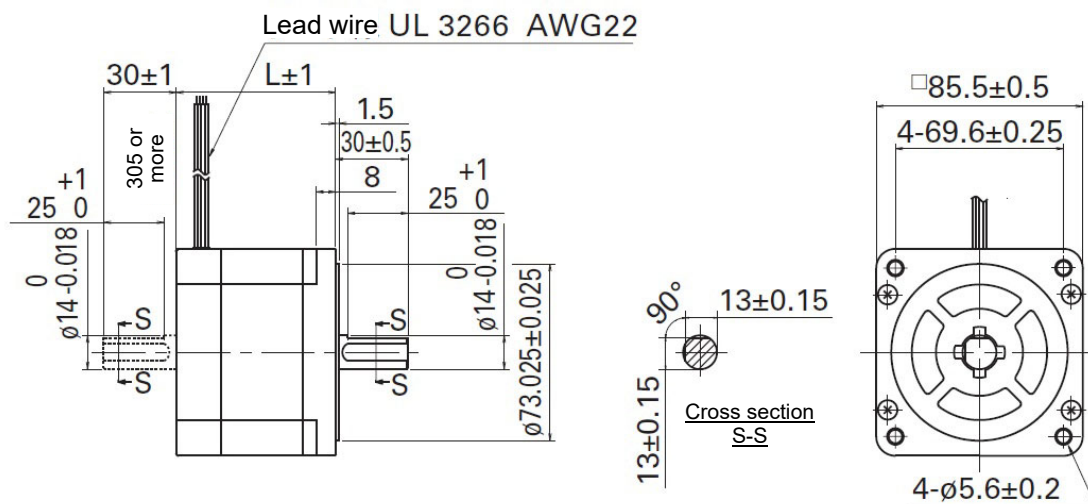 Lead wire UL 3266 AWG22
30±1
L±1
305 or
more
1.5
30±0.5
8
+1
25 0
+1
25 0
0
ø14-0.018
0
ø14-0.018
ø73.025±0.025
S
S
S
S
90°
13±0.15
13±0.15
Cross section
S-S
□85.5±0.5
4-69.6±0.25
4-ø5.6±0.2